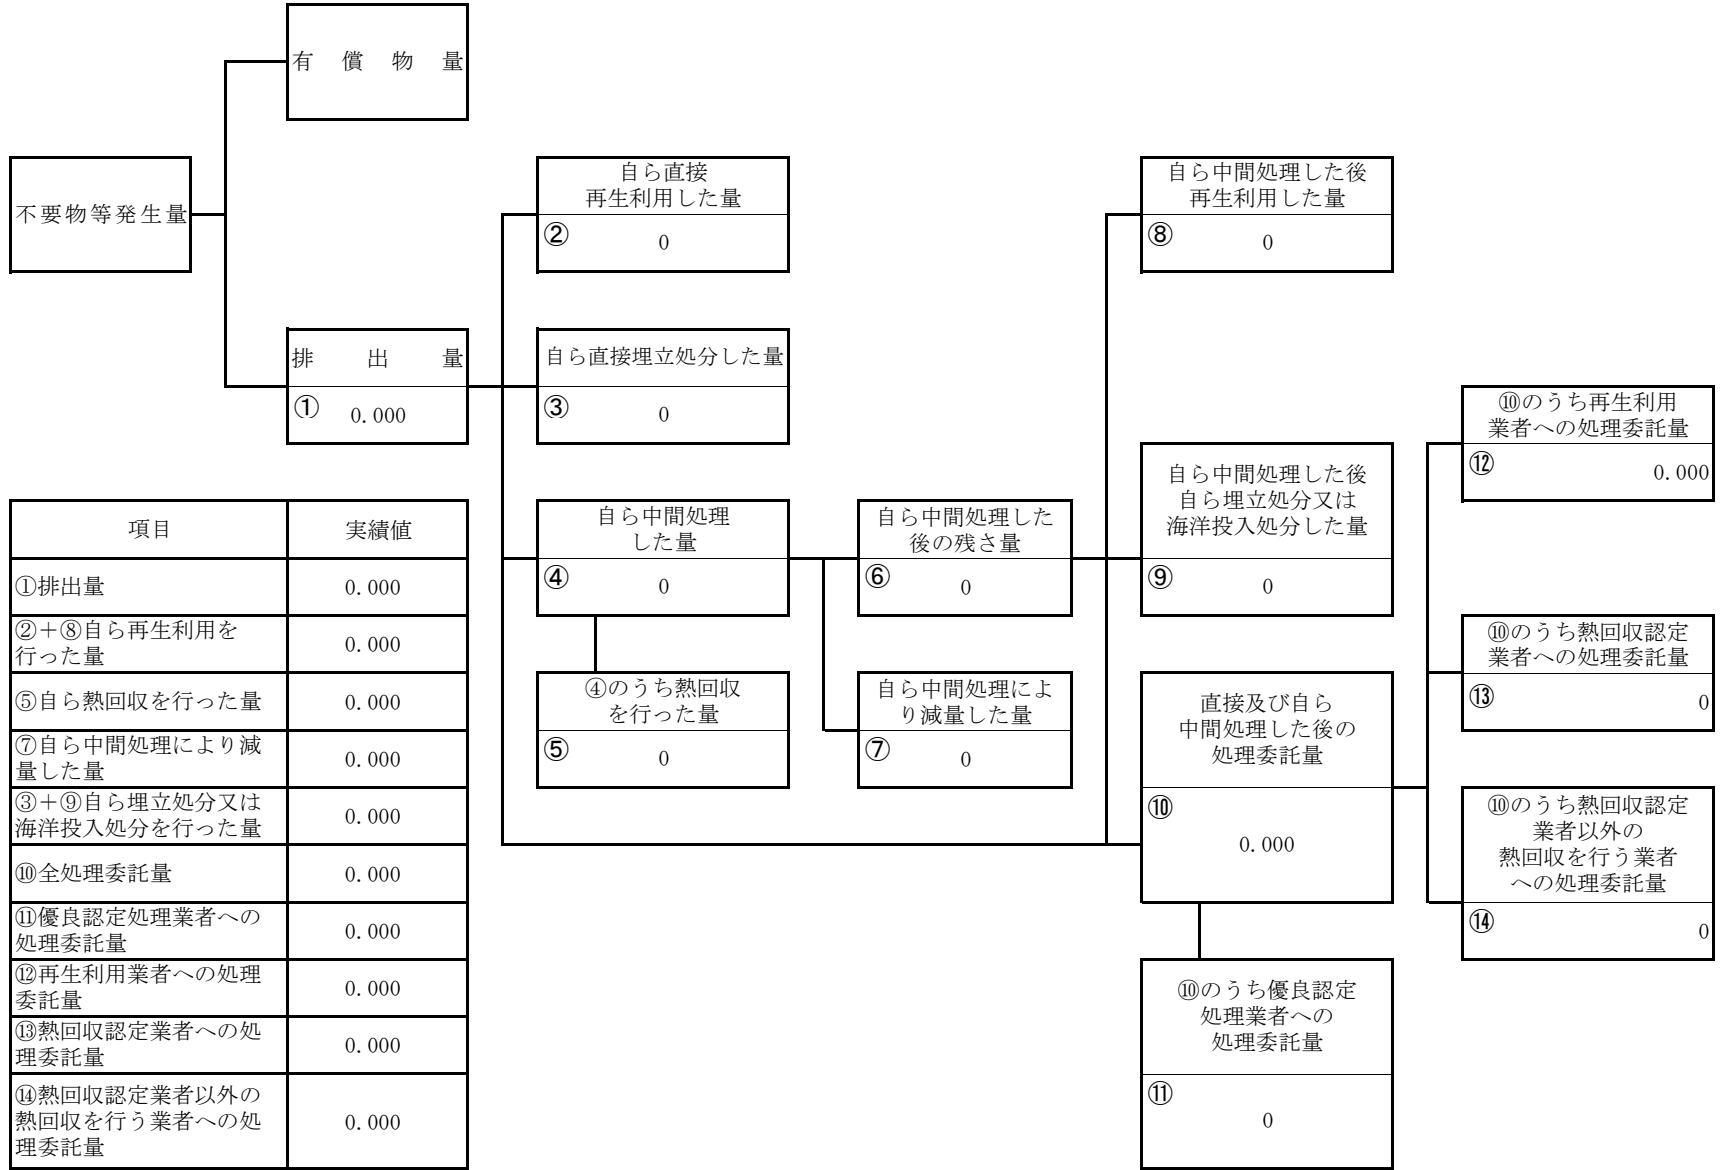 有償物量
不要物等発生量
自ら直接
再生利用した量
②
0
自ら中間処理した後
再生利用した量
⑧
0
排出量
①
0.000
自ら直接埋立処分した量
③
0
⑩のうち再生利用
業者への処理委託量
⑫
0.000
自ら中間処理
した量
④
0
自ら中間処理した
後の残さ量
⑥
0
自ら中間処理した後
自ら埋立処分又は
海洋投入処分した量
⑨
0
⑩のうち熱回収認定
業者への処理委託量
⑬
0
④のうち熱回収
を行った量
⑤
0
自ら中間処理によ
り減量した量
⑦
0
直接及び自ら
中間処理した後の
処理委託量
⑩
0.000
⑩のうち熱回収認定
業者以外の
熱回収を行う業者
への処理委託量
⑭
0
⑩のうち優良認定
処理業者への
処理委託量
⑪
0
項目 実績値
①排出量 0.000
②＋⑧自ら再生利用を
行った量 0.000
⑤自ら熱回収を行った量 0.000
⑦自ら中間処理により減
量した量 0.000
③＋⑨自ら埋立処分又は
海洋投入処分を行った量 0.000
⑩全処理委託量 0.000
⑪優良認定処理業者への
処理委託量 0.000
⑫再生利用業者への処理
委託量 0.000
⑬熱回収認定業者への処
理委託量 0.000
⑭熱回収認定業者以外の
熱回収を行う業者への処 0.000
理委託量